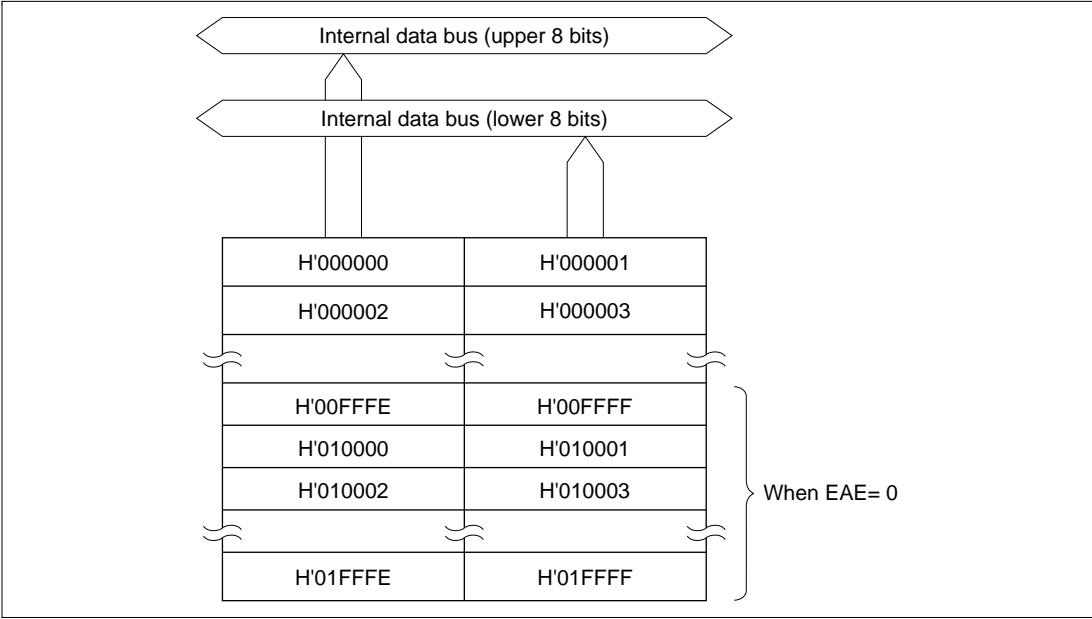 Internal data bus (upper 8 bits)
Internal data bus (lower 8 bits)
H'000000 H'000001
H'000002 H'000003
H'00FFFE H'00FFFF
H'010000 H'010001
H'010002 H'010003
When EAE= 0
H'01FFFE H'01FFFF